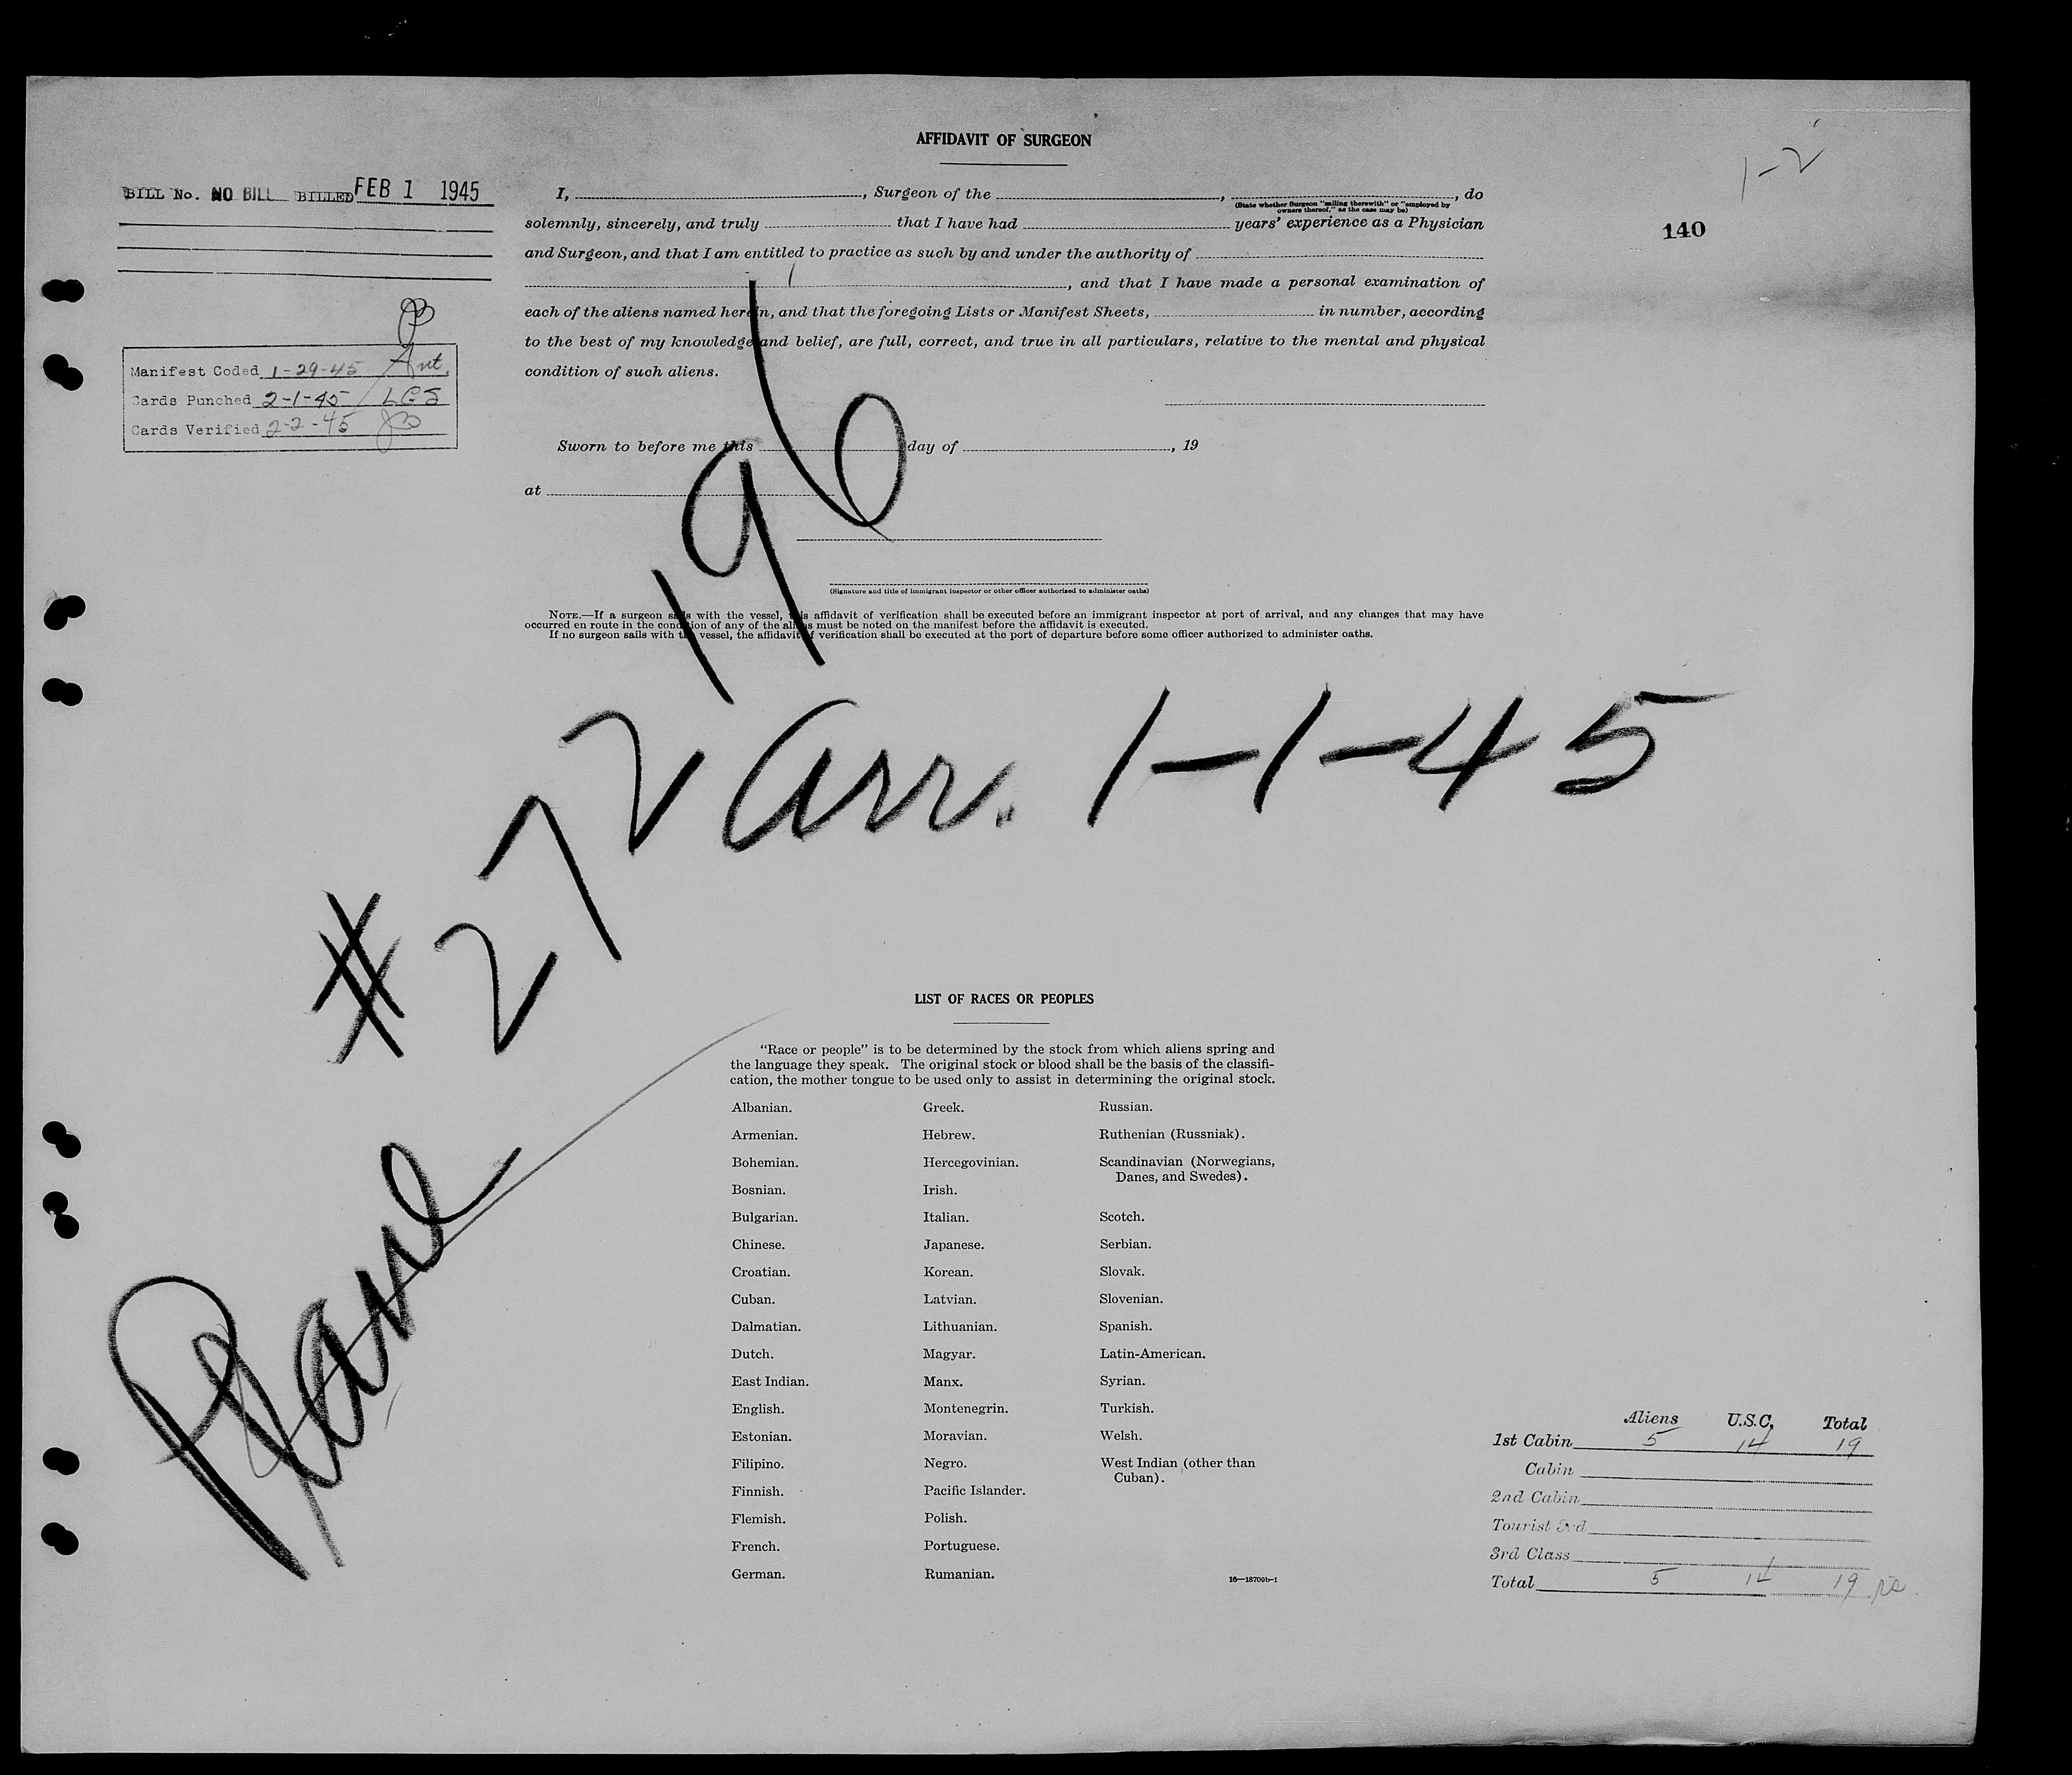 AFFIDAVIT OF SURGEON
1-2
140
BILL No. NO BILL BILLED FEB 1 1945
I, , Surgeon of the , , do
(State whether Surgeon "sailing therewith" or "employed by
owners thereof," as the case may be)
solemnly, sincerely, and truly that I have had years' experience as a Physician
and Surgeon, and that I am entitled to practice as such by and under the authority of
, and that I have made a personal examination of
each of the aliens named herein, and that the foregoing Lists or Manifest Sheets, in number, according
to the best of my knowledge and belief, are full, correct, and true in all particulars, relative to the mental and physical
condition of such aliens.
Manifest Coded 1-29-45
Cards Punched 2-1-45
Cards Verified 2-2-45
Sworn to before me this day of , 19
at
(Signature and title of immigrant inspector or other officer authorized to administer oaths)
NOTE.—If a surgeon sails with the vessel, this affidavit of verification shall be executed before an immigrant inspector at port of arrival, and any changes that may have
occurred en route in the condition of any of the aliens must be noted on the manifest before the affidavit is executed.
If no surgeon sails with the vessel, the affidavit of verification shall be executed at the port of departure before some officer authorized to administer oaths.
Plane # 272196
arr. 1-1-45
LIST OF RACES OR PEOPLES
"Race or people" is to be determined by the stock from which aliens spring and
the language they speak. The original stock or blood shall be the basis of the classifi-
cation, the mother tongue to be used only to assist in determining the original stock.
Albanian.
Armenian.
Bohemian.
Bosnian.
Bulgarian.
Chinese.
Croatian.
Cuban.
Dalmatian.
Dutch.
East Indian.
English.
Estonian.
Filipino.
Finnish.
Flemish.
French.
German.
Greek.
Hebrew.
Hercegovinian.
Irish.
Italian.
Japanese.
Korean.
Latvian.
Lithuanian.
Magyar.
Manx.
Montenegrin.
Moravian.
Negro.
Pacific Islander.
Polish.
Portuguese.
Rumanian.
Russian.
Ruthenian (Russniak).
Scandinavian (Norwegians,
Danes, and Swedes).
Scotch.
Serbian.
Slovak.
Slovenian.
Spanish.
Latin-American.
Syrian.
Turkish.
Welsh.
West Indian (other than
Cuban).
16—18709b-1
Aliens U.S.C. Total
1st Cabin 5 14 19
Cabin
2nd Cabin
Tourist 3rd
3rd Class
Total 5 14 19